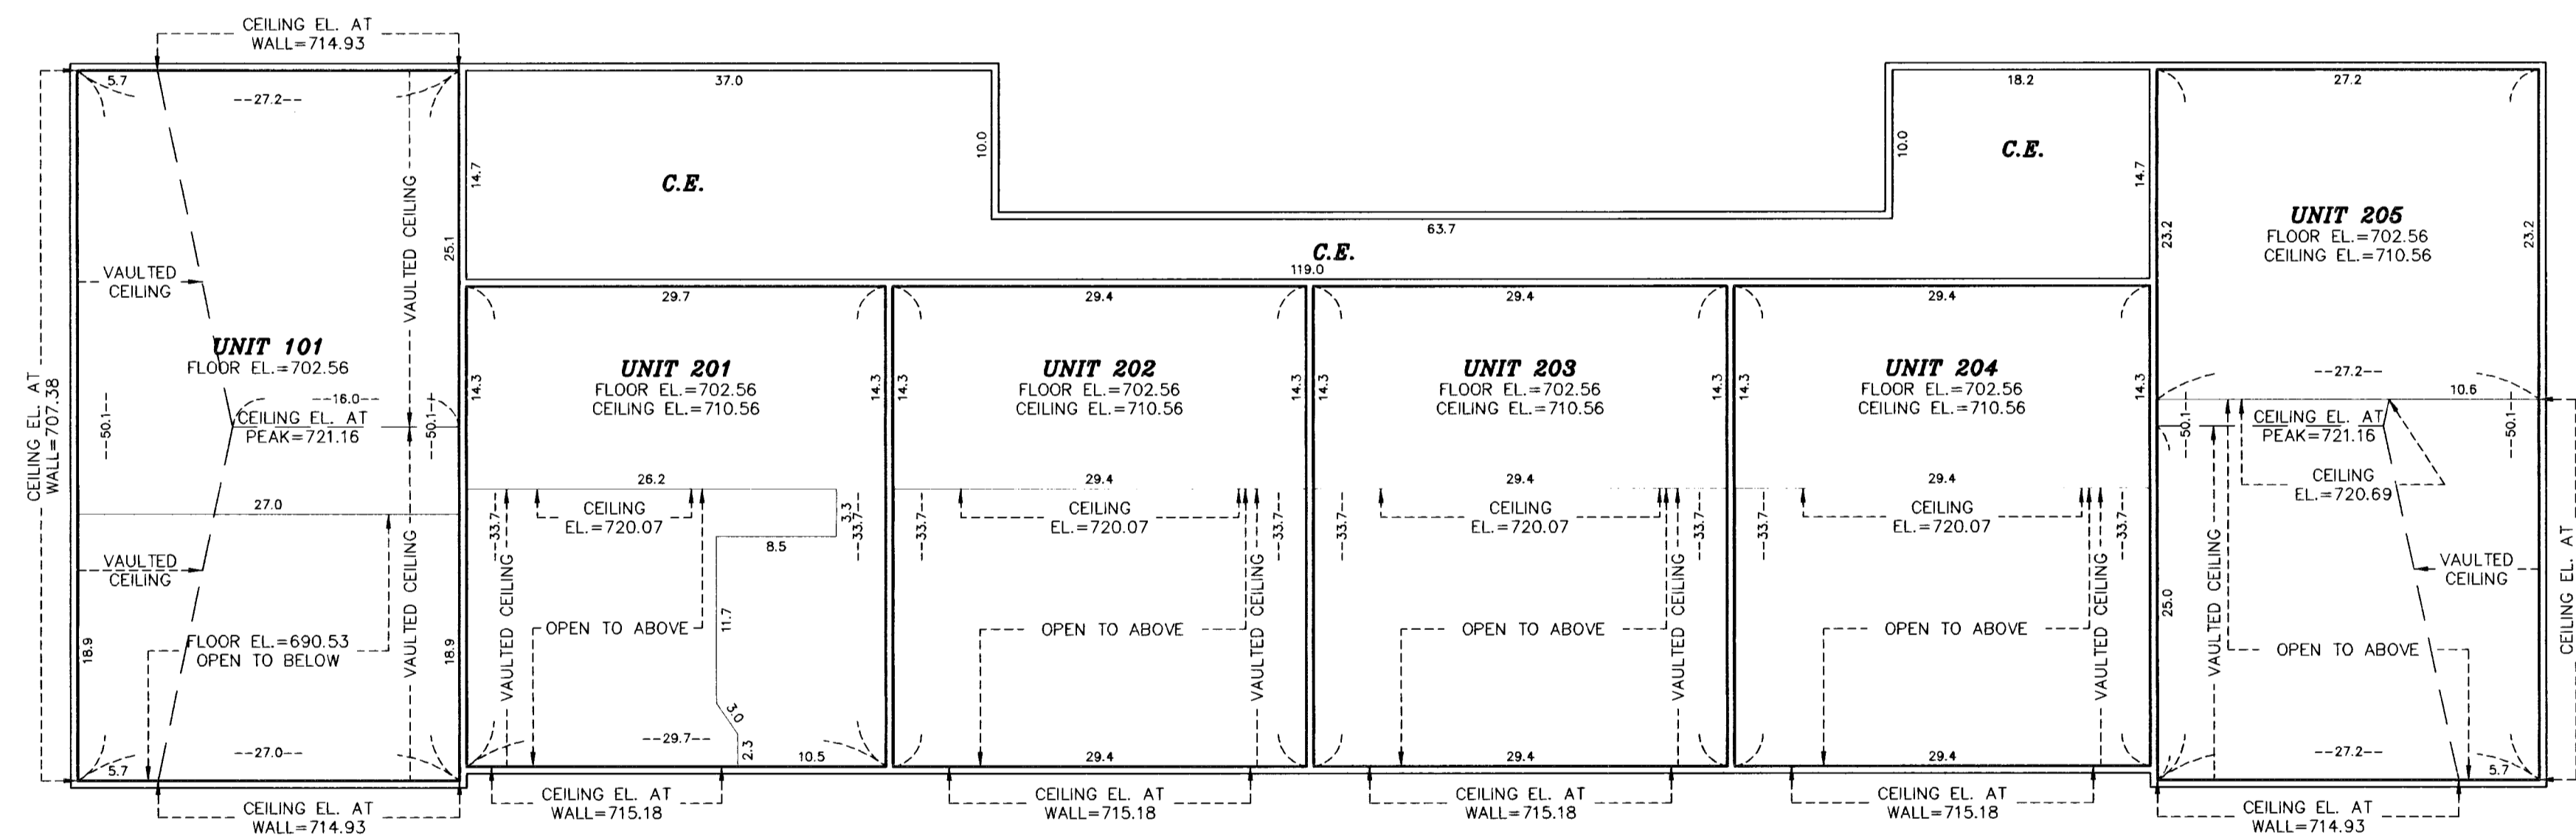 CEILING EL. AT
WALL=714.93
5.7
--27.2--
37.0
18.2
27.2
10.0
10.0
14.7
14.7
C.E.
C.E.
C.E.
63.7
119.0
CEILING EL. AT
WALL=707.38
VAULTED
CEILING
VAULTED CEILING
25.1
UNIT 101
FLOOR EL.=702.56
--16.0--
CEILING EL. AT
PEAK=721.16
--50.1--
--50.1--
27.0
VAULTED
CEILING
VAULTED CEILING
FLOOR EL.=690.53
OPEN TO BELOW
18.9
18.9
--27.0--
5.7
CEILING EL. AT
WALL=714.93
29.7
UNIT 201
FLOOR EL.=702.56
CEILING EL.=710.56
14.3
14.3
26.2
CEILING
EL.=720.07
3.3
--33.7--
--33.7--
8.5
VAULTED CEILING
OPEN TO ABOVE
11.7
3.0
2.3
--29.7--
10.5
CEILING EL. AT
WALL=715.18
29.4
UNIT 202
FLOOR EL.=702.56
CEILING EL.=710.56
14.3
14.3
29.4
CEILING
EL.=720.07
--33.7--
--33.7--
OPEN TO ABOVE
VAULTED CEILING
29.4
CEILING EL. AT
WALL=715.18
29.4
UNIT 203
FLOOR EL.=702.56
CEILING EL.=710.56
14.3
14.3
29.4
CEILING
EL.=720.07
--33.7--
--33.7--
OPEN TO ABOVE
VAULTED CEILING
29.4
CEILING EL. AT
WALL=715.18
29.4
UNIT 204
FLOOR EL.=702.56
CEILING EL.=710.56
14.3
14.3
29.4
CEILING
EL.=720.07
--33.7--
--33.7--
OPEN TO ABOVE
VAULTED CEILING
29.4
CEILING EL. AT
WALL=715.18
UNIT 205
FLOOR EL.=702.56
CEILING EL.=710.56
23.2
23.2
--27.2--
10.6
CEILING EL. AT
PEAK=721.16
--50.1--
--50.1--
CEILING
EL.=720.69
VAULTED
CEILING
25.0
VAULTED CEILING
OPEN TO ABOVE
--27.2--
5.7
CEILING EL. AT
WALL=714.93
CEILING EL. AT